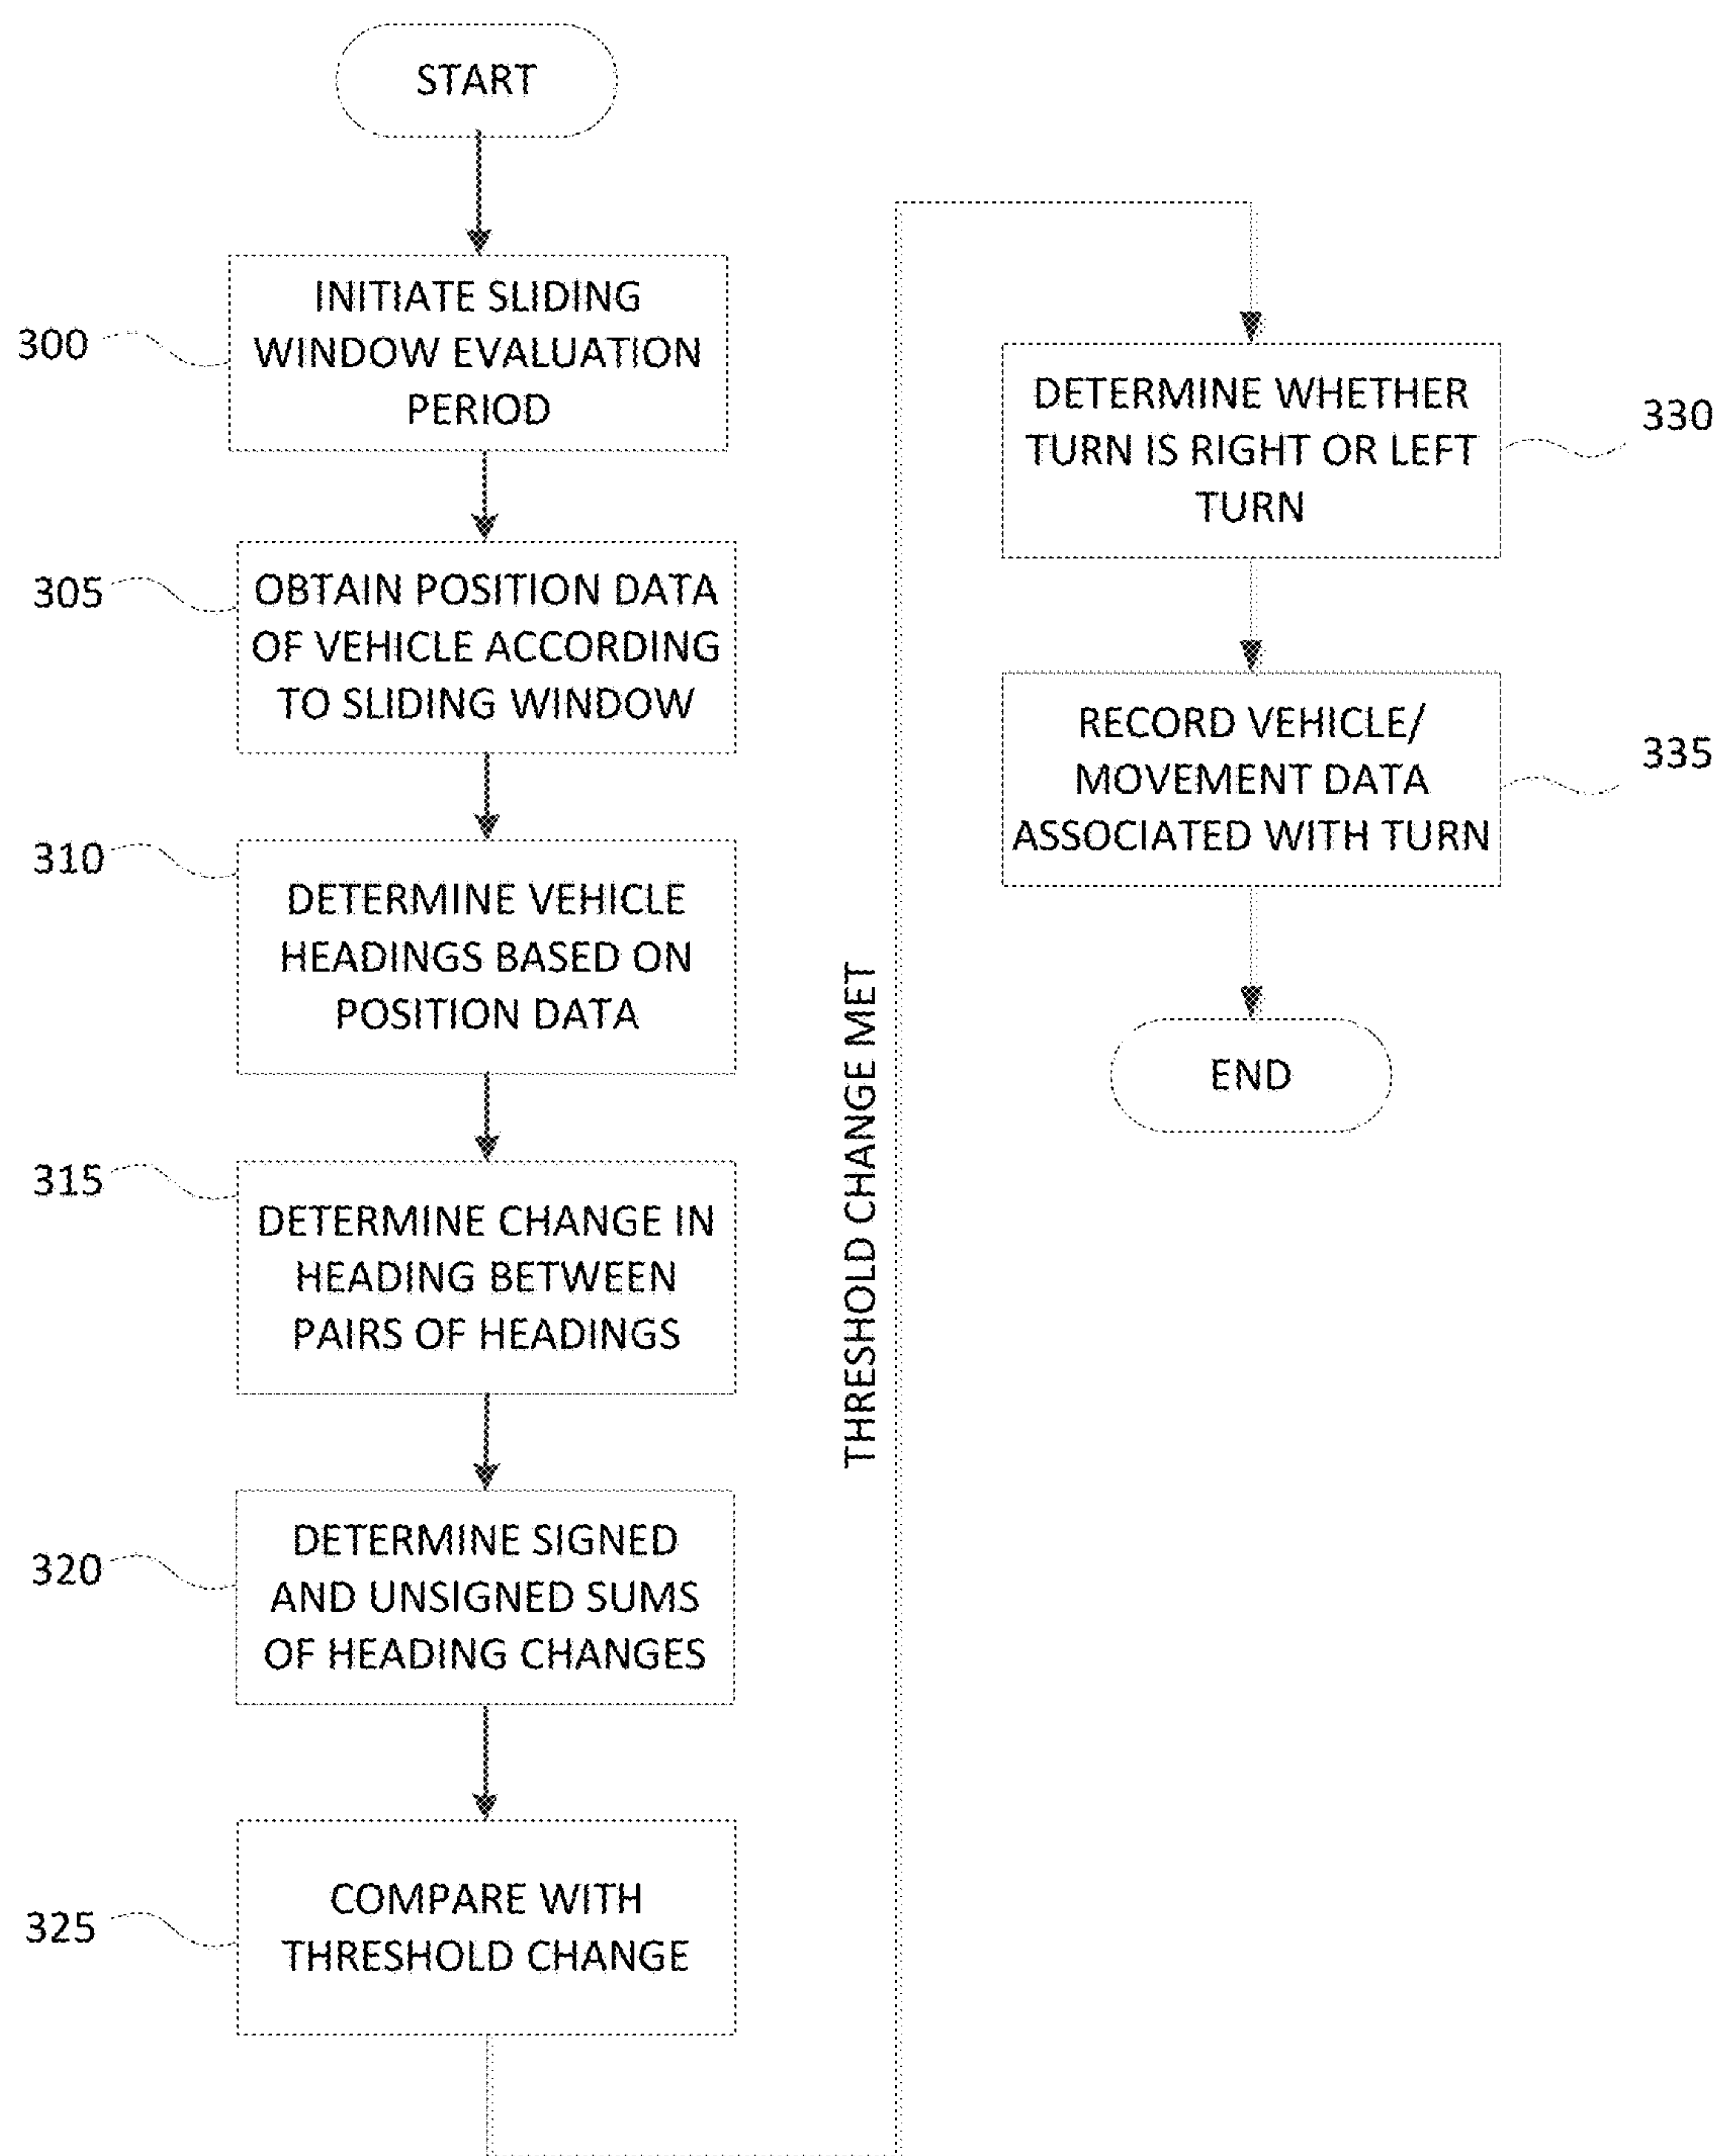 START
300
INITIATE SLIDING
WINDOW EVALUATION
PERIOD
305
OBTAIN POSITION DATA
OF VEHICLE ACCORDING
TO SLIDING WINDOW
310
DETERMINE VEHICLE
HEADINGS BASED ON
POSITION DATA
315
DETERMINE CHANGE IN
HEADING BETWEEN
PAIRS OF HEADINGS
320
DETERMINE SIGNED
AND UNSIGNED SUMS
OF HEADING CHANGES
325
COMPARE WITH
THRESHOLD CHANGE
THRESHOLD CHANGE MET
DETERMINE WHETHER
TURN IS RIGHT OR LEFT
TURN
330
RECORD VEHICLE/
MOVEMENT DATA
ASSOCIATED WITH TURN
335
END